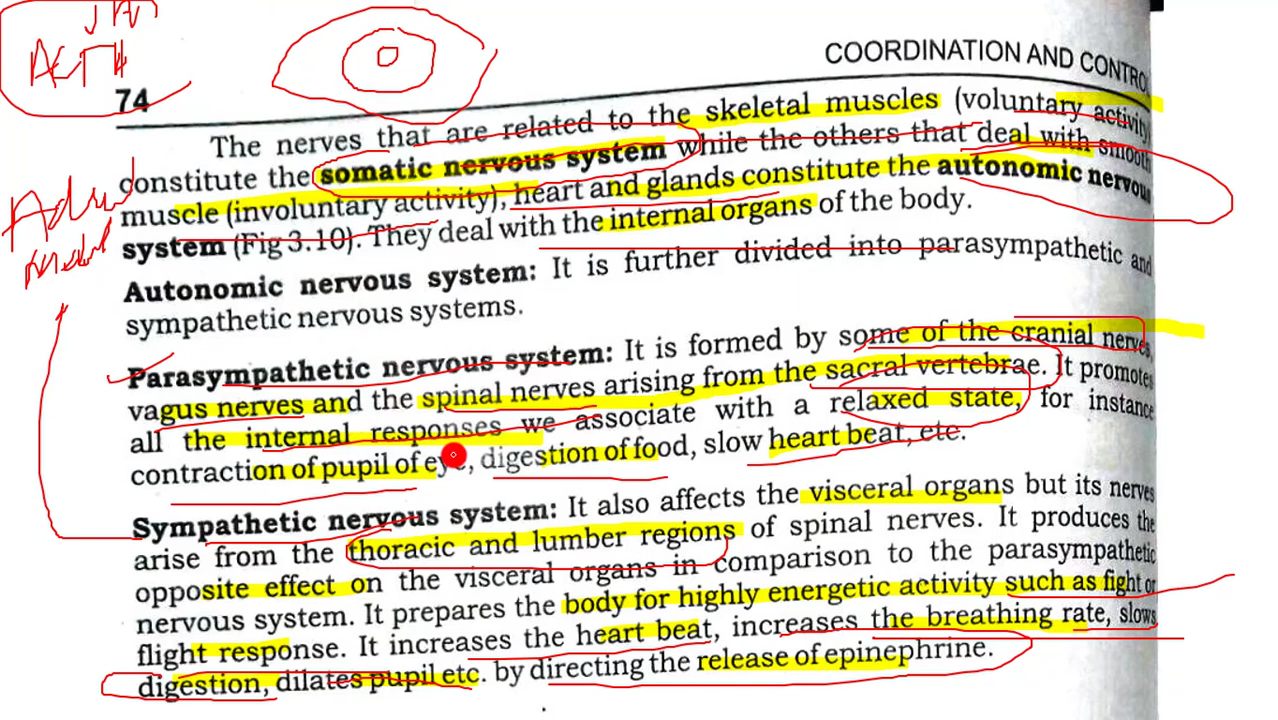 ACTH
COORDINATION AND CONTRO
74
The nerves that are related to the skeletal muscles (voluntary activity)
constitute the somatic nervous system while the others that deal with smooth
muscle (involuntary activity), heart and glands constitute the autonomic nervous
system (Fig 3.10). They deal with the internal organs of the body.
Autonomic nervous system: It is further divided into parasympathetic and
sympathetic nervous systems.
Parasympathetic nervous system: It is formed by some of the cranial nerves,
vagus nerves and the spinal nerves arising from the sacral vertebrae. It promotes
all the internal responses we associate with a relaxed state, for instance
contraction of pupil of eye, digestion of food, slow heart beat, etc.
Sympathetic nervous system: It also affects the visceral organs but its nerves
arise from the thoracic and lumber regions of spinal nerves. It produces the
opposite effect on the visceral organs in comparison to the parasympathetic
nervous system. It prepares the body for highly energetic activity such as fight or
flight response. It increases the heart beat, increases the breathing rate, slows
digestion, dilates pupil etc. by directing the release of epinephrine.